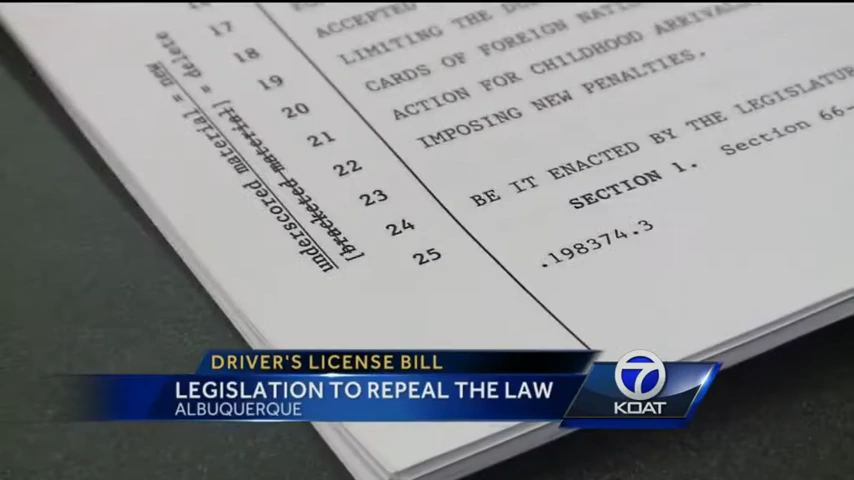 17
18
19
20
21
22
23
24
25
underscored material = new
[bracketed material] = delete
ACCEPTED
LIMITING THE
CARDS OF FOREIGN
ACTION FOR CHILDHOOD ARRIVALS
IMPOSING NEW PENALTIES.
BE IT ENACTED BY THE LEGISLATUR
SECTION 1. Section 66-
.198374.3
DRIVER'S LICENSE BILL
LEGISLATION TO REPEAL THE LAW
ALBUQUERQUE
7
KOAT